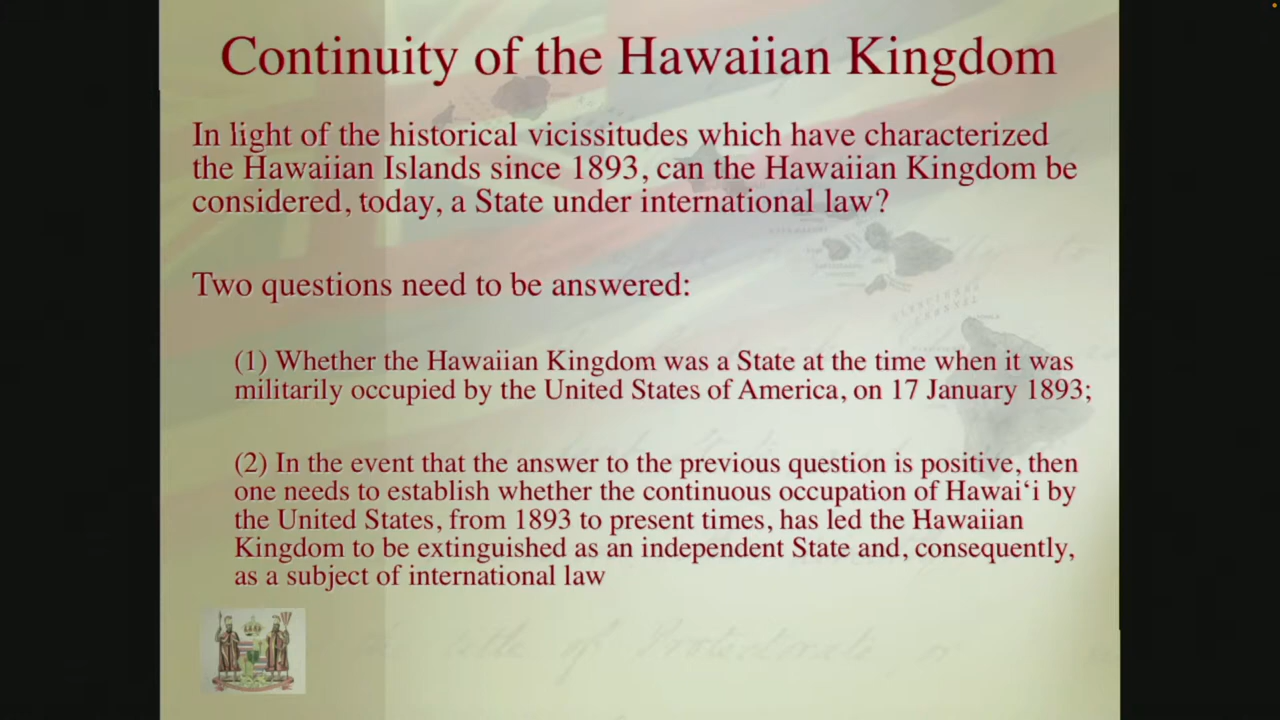 Continuity of the Hawaiian Kingdom
In light of the historical vicissitudes which have characterized
the Hawaiian Islands since 1893, can the Hawaiian Kingdom be
considered, today, a State under international law?
Two questions need to be answered:
(1) Whether the Hawaiian Kingdom was a State at the time when it was
militarily occupied by the United States of America, on 17 January 1893;
(2) In the event that the answer to the previous question is positive, then
one needs to establish whether the continuous occupation of Hawai‘i by
the United States, from 1893 to present times, has led the Hawaiian
Kingdom to be extinguished as an independent State and, consequently,
as a subject of international law